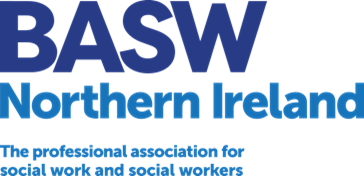 BASW
Northern Ireland
The professional association for
social work and social workers